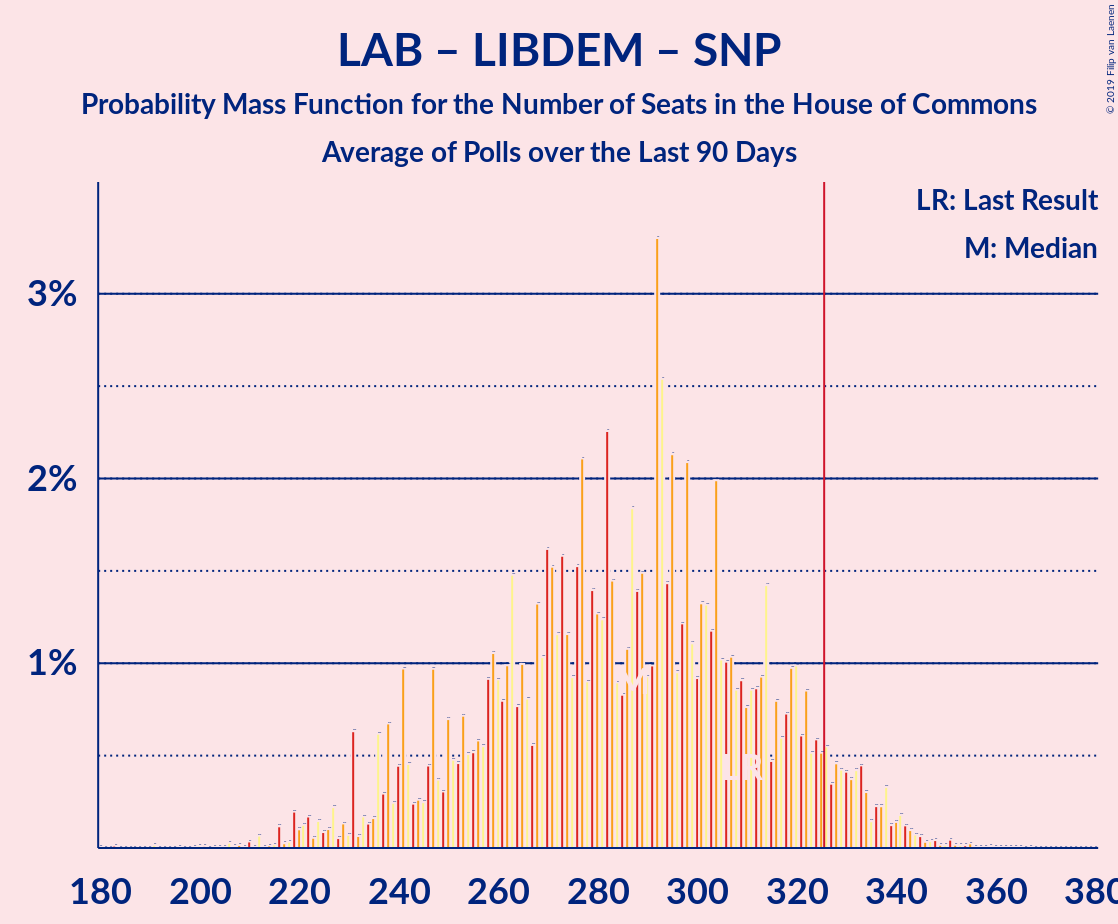 LAB – LIBDEM – SNP
Probability Mass Function for the Number of Seats in the House of Commons
Average of Polls over the Last 90 Days
© 2019 Filip van Laenen
LR: Last Result
M: Median
3%
2%
1%
M
LR
180 200 220 240 260 280 300 320 340 360 380